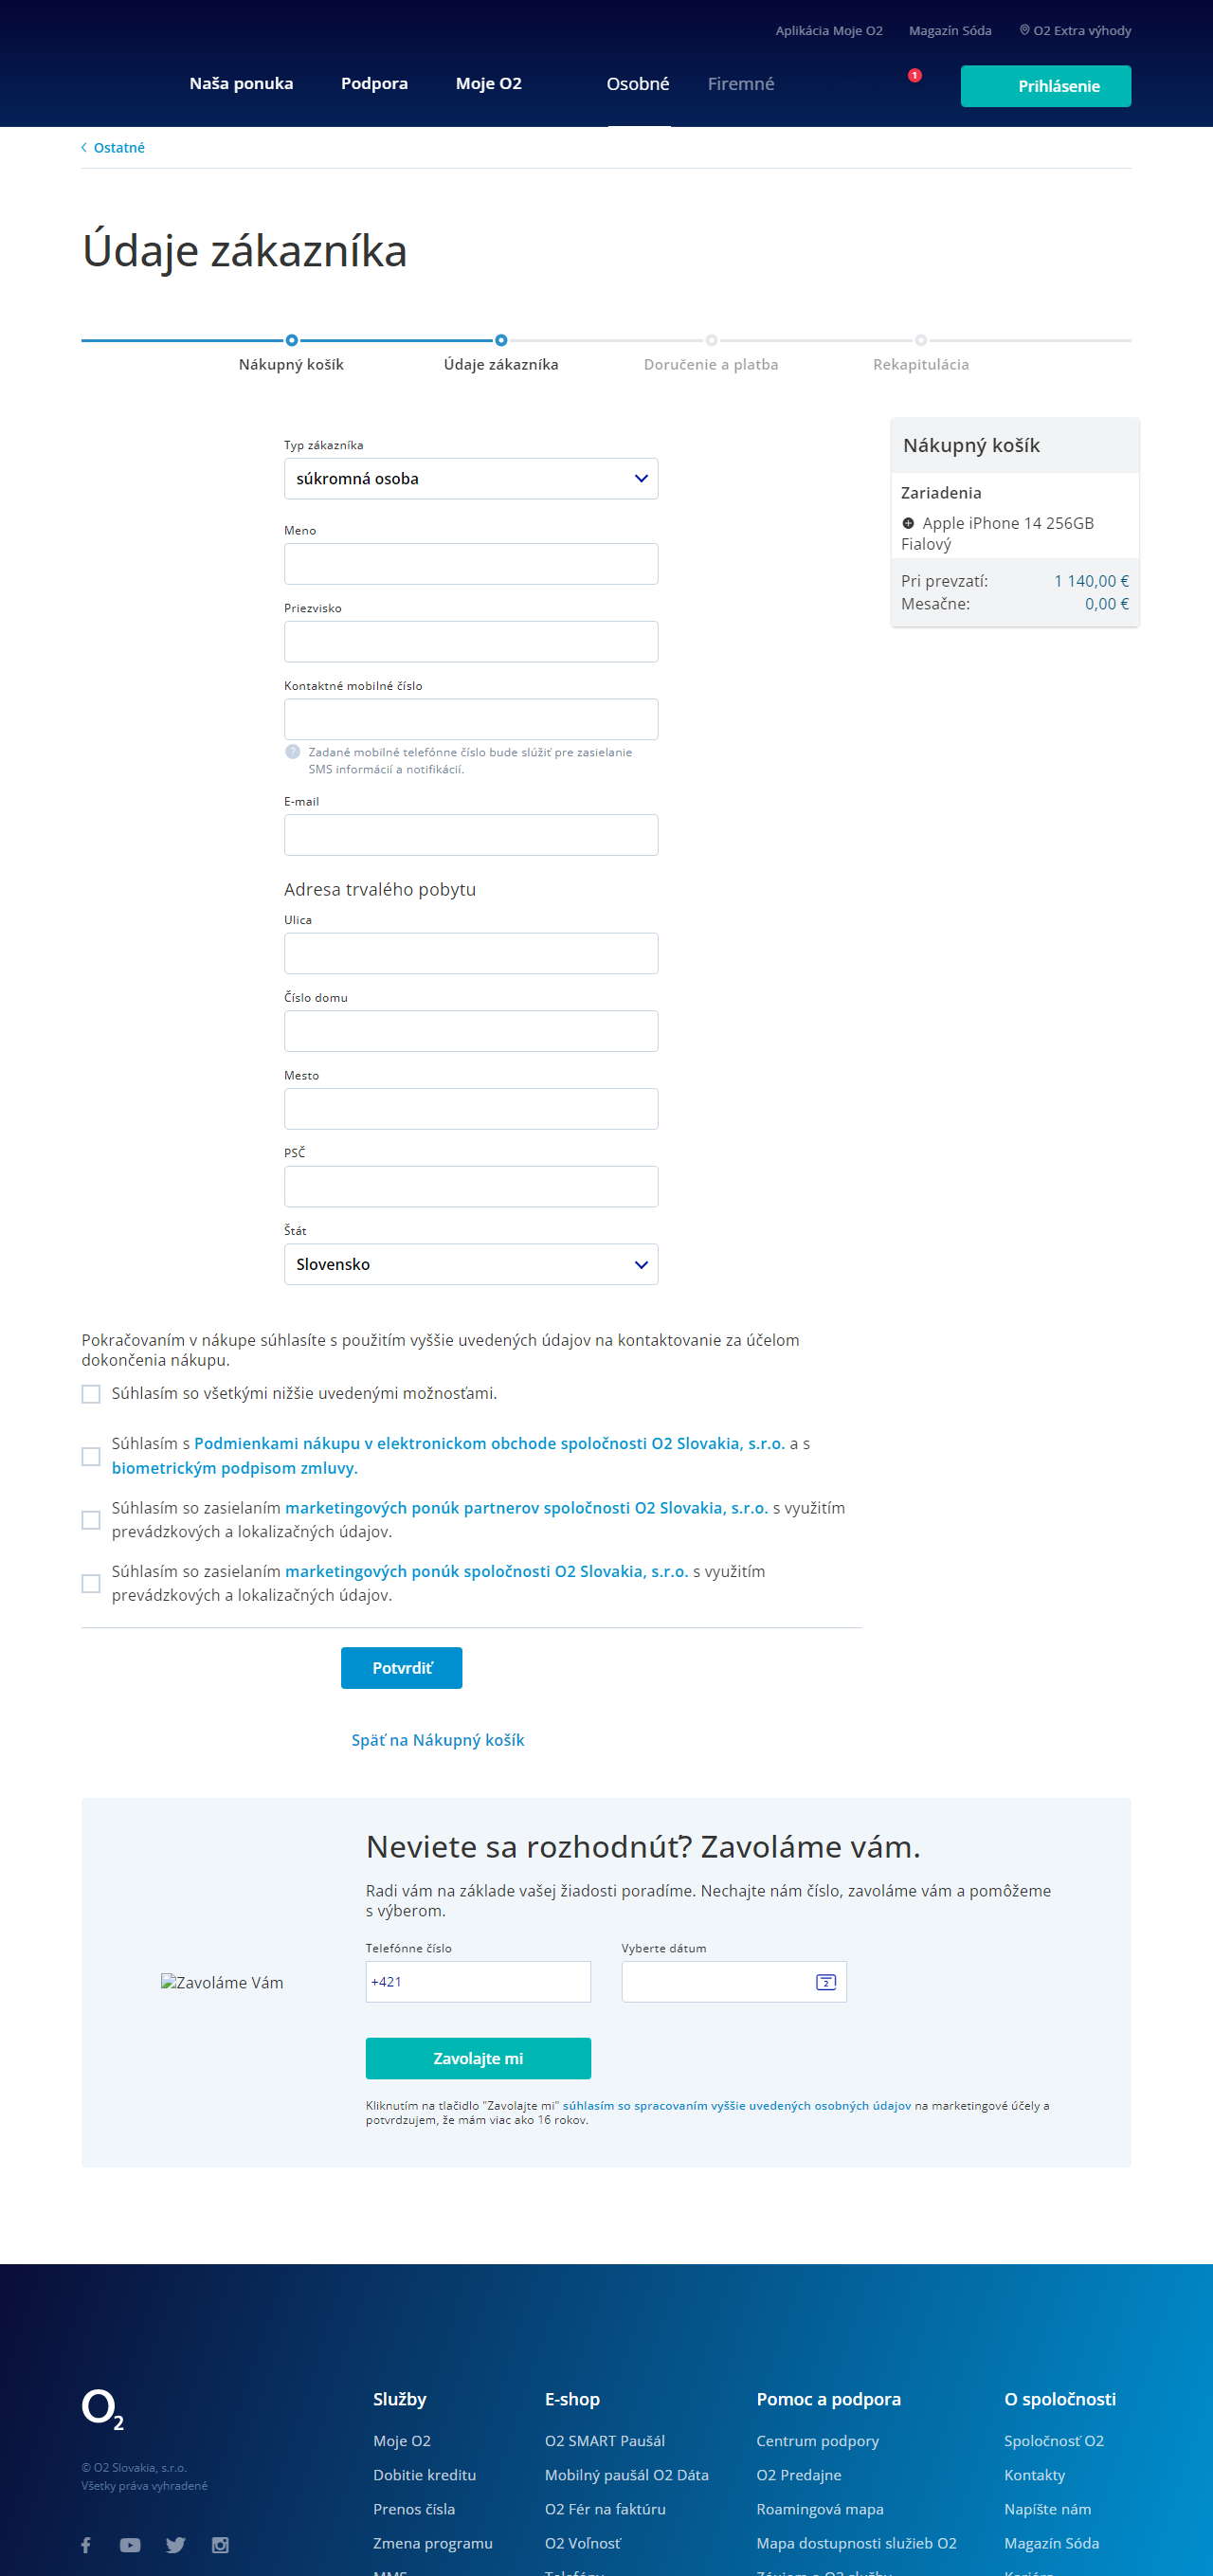 Aplikácia Moje O2 Magazín Sóda O2 Extra výhody
Naša ponuka Podpora Moje O2 Osobné Firemné 1 Prihlásenie
Ostatné
Údaje zákazníka
Nákupný košík Údaje zákazníka Doručenie a platba Rekapitulácia
Typ zákazníka
súkromná osoba
Meno
Priezvisko
Kontaktné mobilné číslo
? Zadané mobilné telefónne číslo bude slúžiť pre zasielanie
SMS informácií a notifikácií.
E-mail
Adresa trvalého pobytu
Ulica
Číslo domu
Mesto
PSČ
Štát
Slovensko
Nákupný košík
Zariadenia
Apple iPhone 14 256GB
Fialový
Pri prevzatí: 1 140,00 €
Mesačne: 0,00 €
Pokračovaním v nákupe súhlasíte s použitím vyššie uvedených údajov na kontaktovanie za účelom
dokončenia nákupu.
Súhlasím so všetkými nižšie uvedenými možnosťami.
Súhlasím s Podmienkami nákupu v elektronickom obchode spoločnosti O2 Slovakia, s.r.o. a s
biometrickým podpisom zmluvy.
Súhlasím so zasielaním marketingových ponúk partnerov spoločnosti O2 Slovakia, s.r.o. s využitím
prevádzkových a lokalizačných údajov.
Súhlasím so zasielaním marketingových ponúk spoločnosti O2 Slovakia, s.r.o. s využitím
prevádzkových a lokalizačných údajov.
Potvrdiť
Späť na Nákupný košík
Neviete sa rozhodnúť? Zavoláme vám.
Radi vám na základe vašej žiadosti poradíme. Nechajte nám číslo, zavoláme vám a pomôžeme
s výberom.
Zavoláme Vám
Telefónne číslo Vyberte dátum
+421 2
Zavolajte mi
Kliknutím na tlačidlo "Zavolajte mi" súhlasím so spracovaním vyššie uvedených osobných údajov na marketingové účely a
potvrdzujem, že mám viac ako 16 rokov.
O2
© O2 Slovakia, s.r.o.
Všetky práva vyhradené
Služby
Moje O2
Dobitie kreditu
Prenos čísla
Zmena programu
MMS
E-shop
O2 SMART Paušál
Mobilný paušál O2 Dáta
O2 Fér na faktúru
O2 Voľnosť
Telefóny
Pomoc a podpora
Centrum podpory
O2 Predajne
Roamingová mapa
Mapa dostupnosti služieb O2
Záujem o O2 služby
O spoločnosti
Spoločnosť O2
Kontakty
Napíšte nám
Magazín Sóda
Kariéra